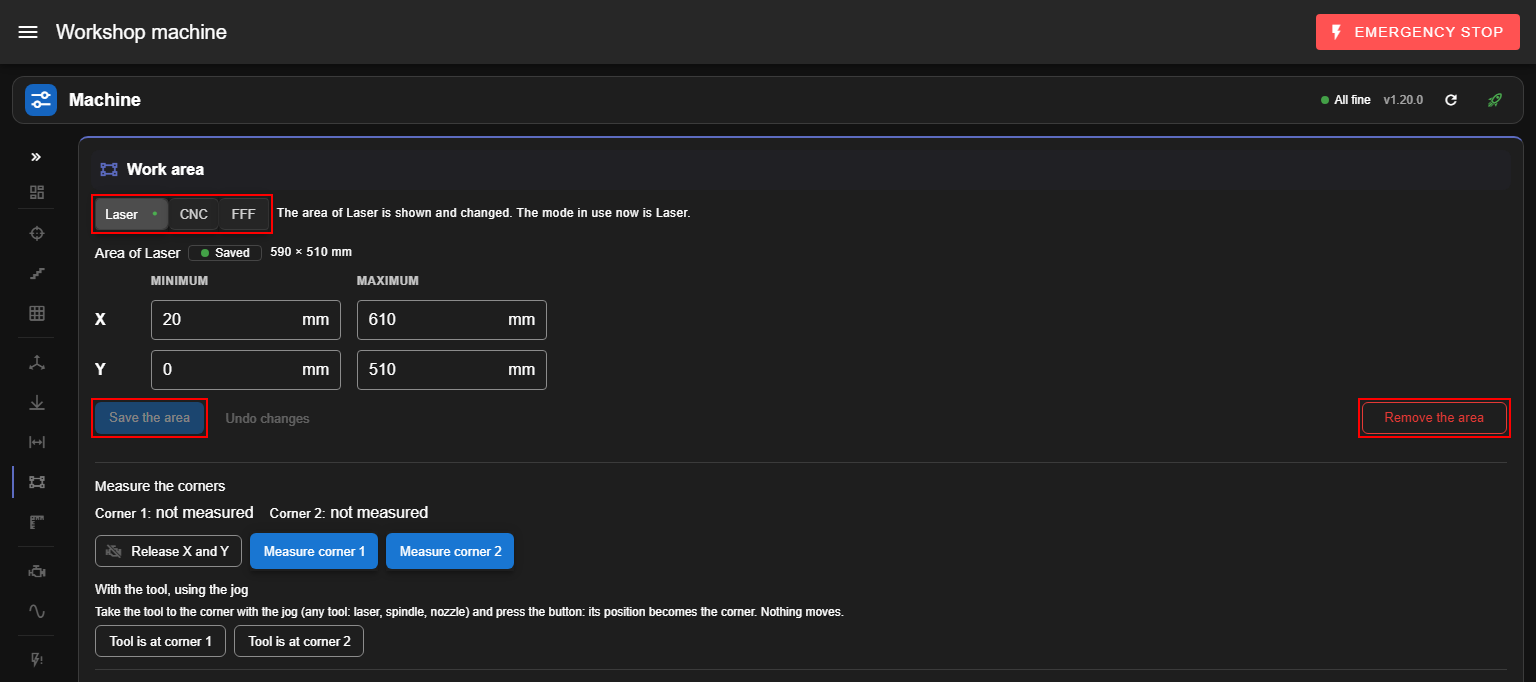 Workshop machine
EMERGENCY STOP
Machine
All fine v1.20.0
Work area
Laser CNC FFF The area of Laser is shown and changed. The mode in use now is Laser.
Area of Laser Saved 590 × 510 mm
MINIMUM MAXIMUM
X 20 mm 610 mm
Y 0 mm 510 mm
Save the area Undo changes Remove the area
Measure the corners
Corner 1: not measured Corner 2: not measured
Release X and Y Measure corner 1 Measure corner 2
With the tool, using the jog
Take the tool to the corner with the jog (any tool: laser, spindle, nozzle) and press the button: its position becomes the corner. Nothing moves.
Tool is at corner 1 Tool is at corner 2